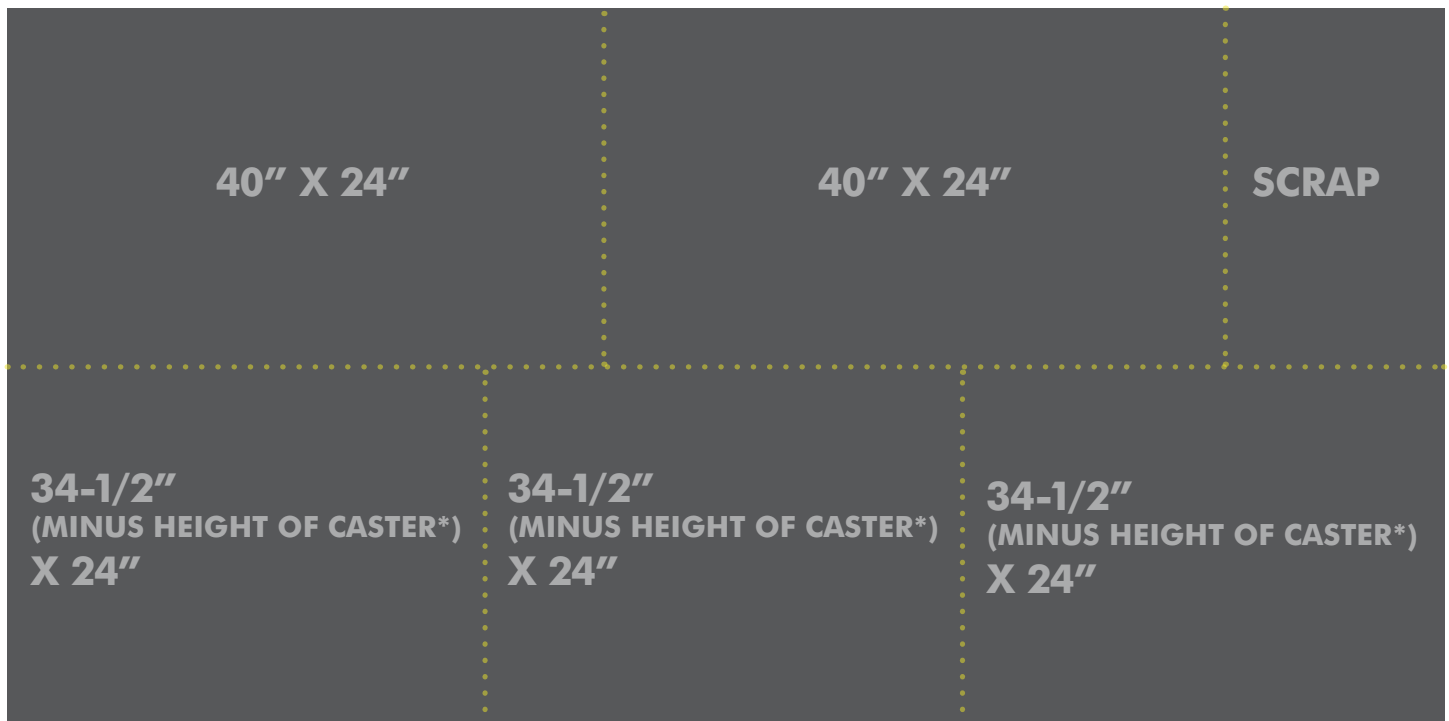 40″ X 24″
40″ X 24″
SCRAP
34-1/2″
(MINUS HEIGHT OF CASTER*)
X 24″
34-1/2″
(MINUS HEIGHT OF CASTER*)
X 24″
34-1/2″
(MINUS HEIGHT OF CASTER*)
X 24″